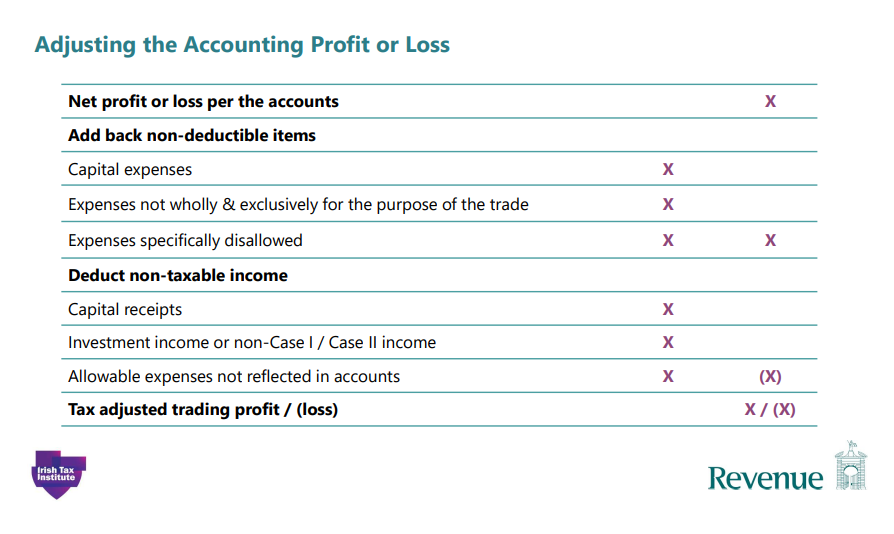 Adjusting the Accounting Profit or Loss
Net profit or loss per the accounts X
Add back non-deductible items
Capital expenses X
Expenses not wholly & exclusively for the purpose of the trade X
Expenses specifically disallowed X X
Deduct non-taxable income
Capital receipts X
Investment income or non-Case I / Case II income X
Allowable expenses not reflected in accounts X (X)
Tax adjusted trading profit / (loss) X / (X)
Irish Tax
Institute
Revenue